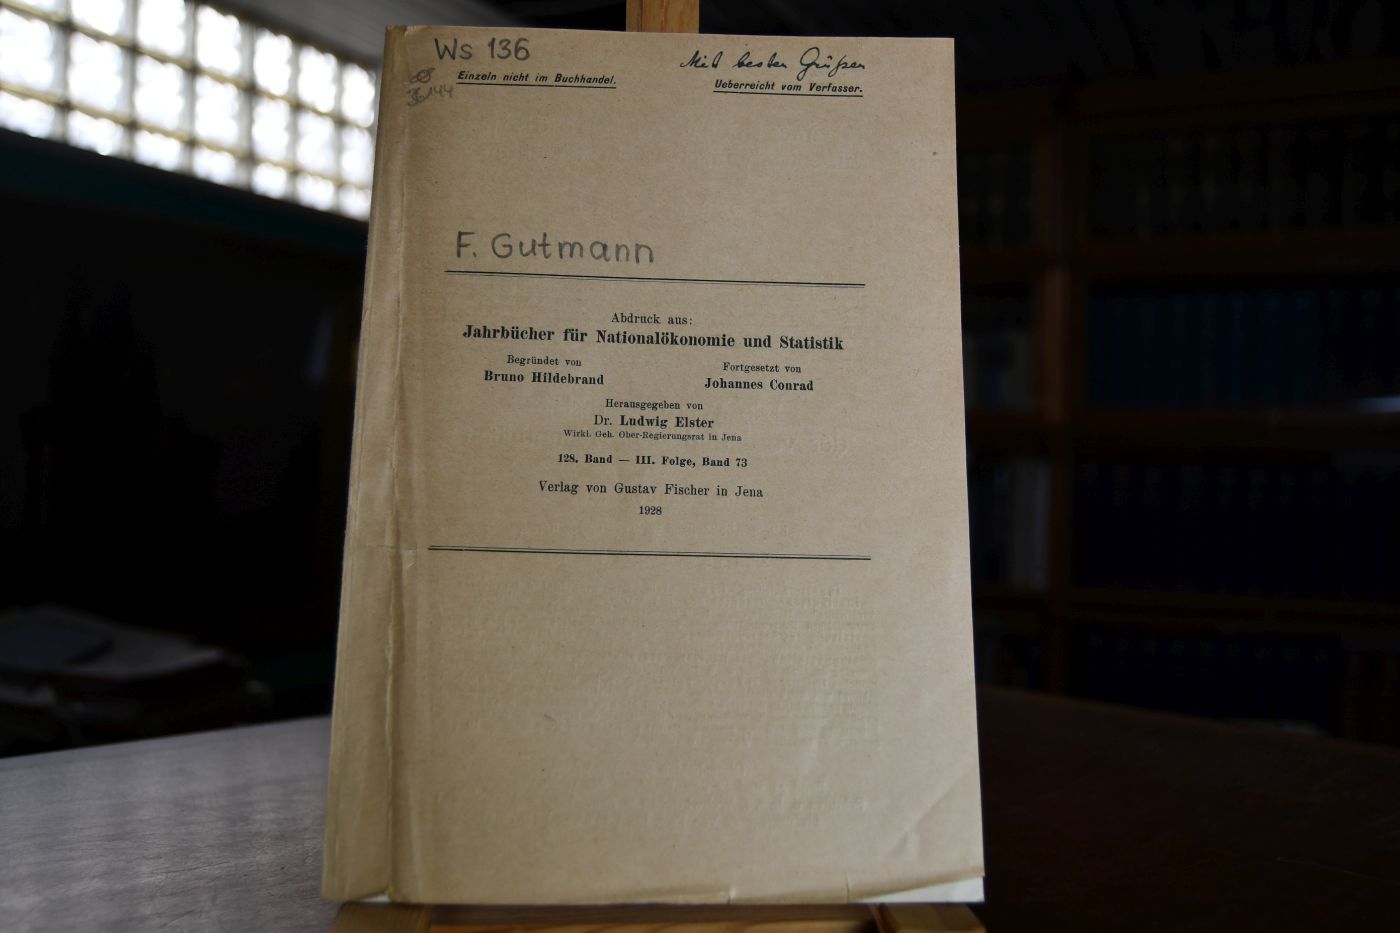 Ws 136
Mit besten Grüßen
Einzeln nicht im Buchhandel.
Ueberreicht vom Verfasser.
F. Gutmann
Abdruck aus:
Jahrbücher für Nationalökonomie und Statistik
Begründet von
Bruno Hildebrand
Fortgesetzt von
Johannes Conrad
Herausgegeben von
Dr. Ludwig Elster
Wirkl. Geh. Ober-Regierungsrat in Jena
128. Band — III. Folge, Band 73
Verlag von Gustav Fischer in Jena
1928